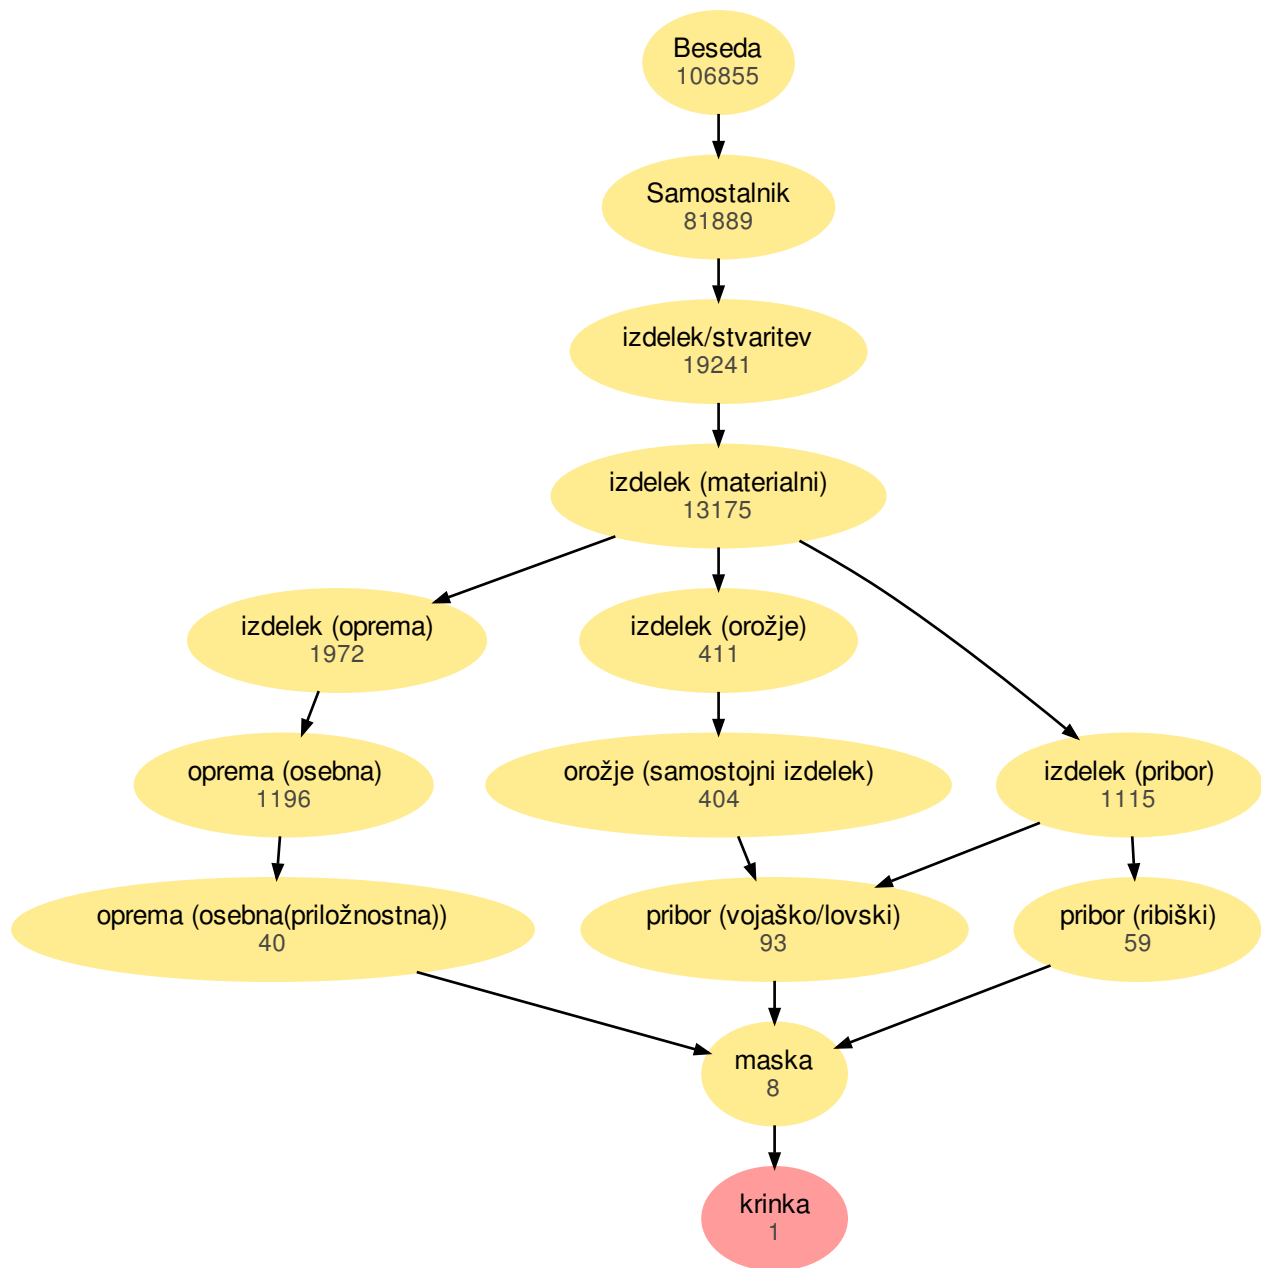 Beseda
106855
Samostalnik
81889
izdelek/stvaritev
19241
izdelek (materialni)
13175
izdelek (oprema)
1972
izdelek (orožje)
411
oprema (osebna)
1196
orožje (samostojni izdelek)
404
izdelek (pribor)
1115
oprema (osebna(priložnostna))
40
pribor (vojaško/lovski)
93
pribor (ribiški)
59
maska
8
krinka
1